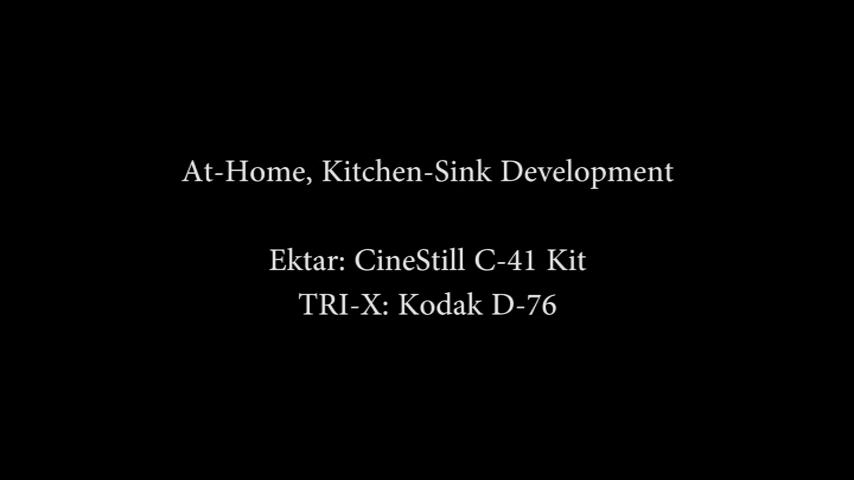 At-Home, Kitchen-Sink Development
Ektar: CineStill C-41 Kit
TRI-X: Kodak D-76